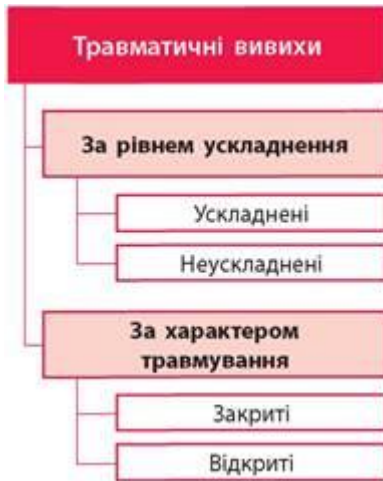 Травматичні вивихи
За рівнем ускладнення
Ускладнені
Неускладнені
За характером
травмування
Закриті
Відкриті